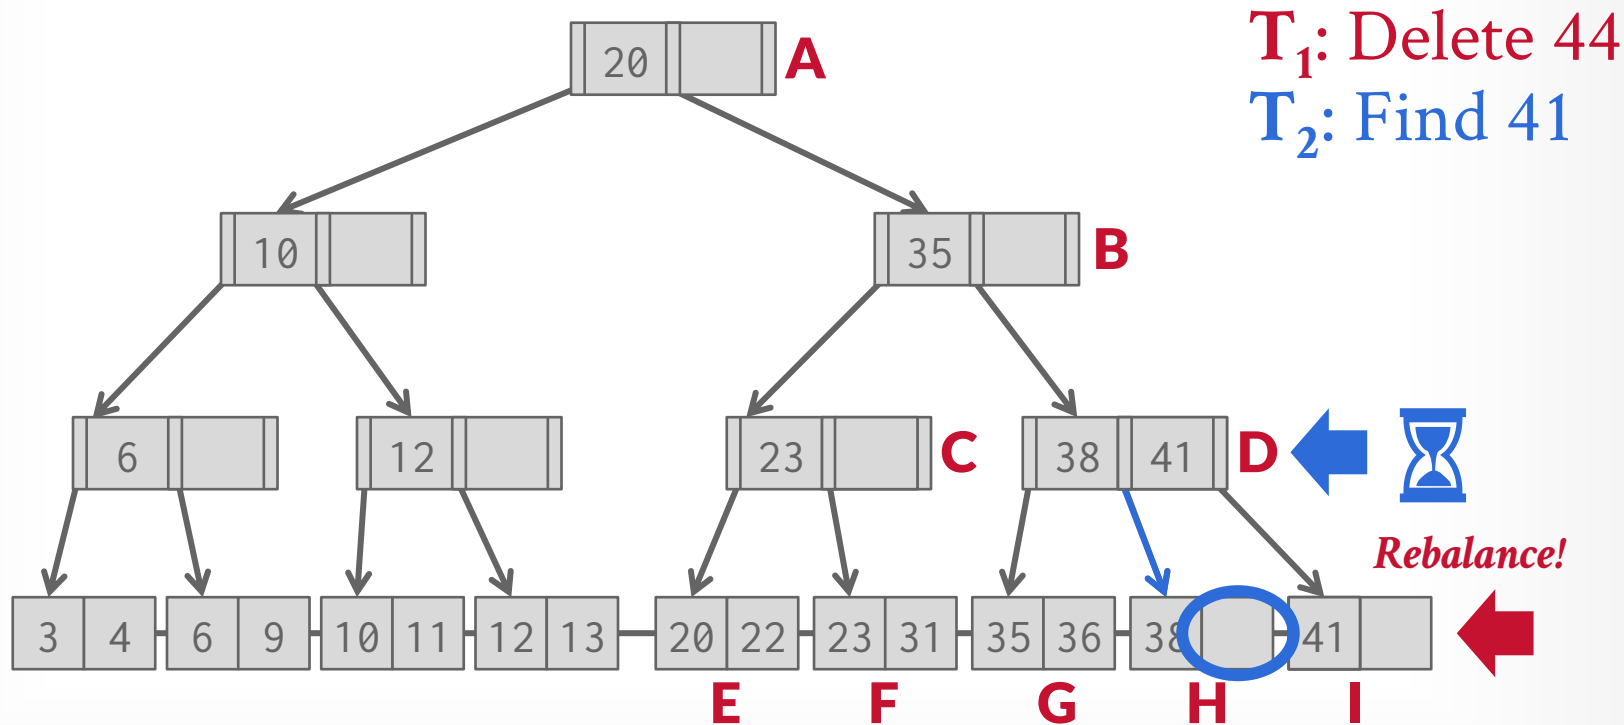 T1: Delete 44
T2: Find 41
20 A
10 35 B
6 12 23 C 38 41 D
Rebalance!
3 4 6 9 10 11 12 13 20 22 23 31 35 36 38 41
E F G H I